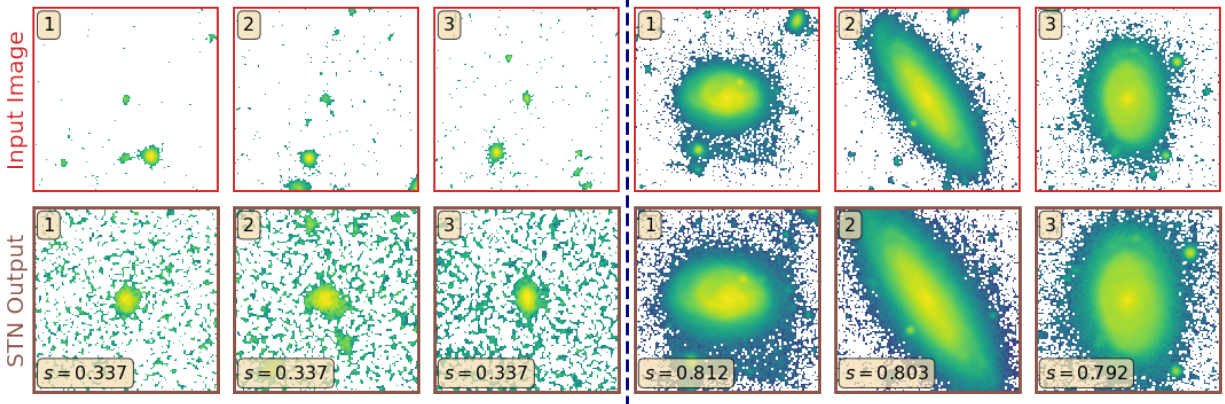 Input Image
1
2
3
1
2
3
STN Output
1
2
3
1
2
3
s = 0.337
s = 0.337
s = 0.337
s = 0.812
s = 0.803
s = 0.792